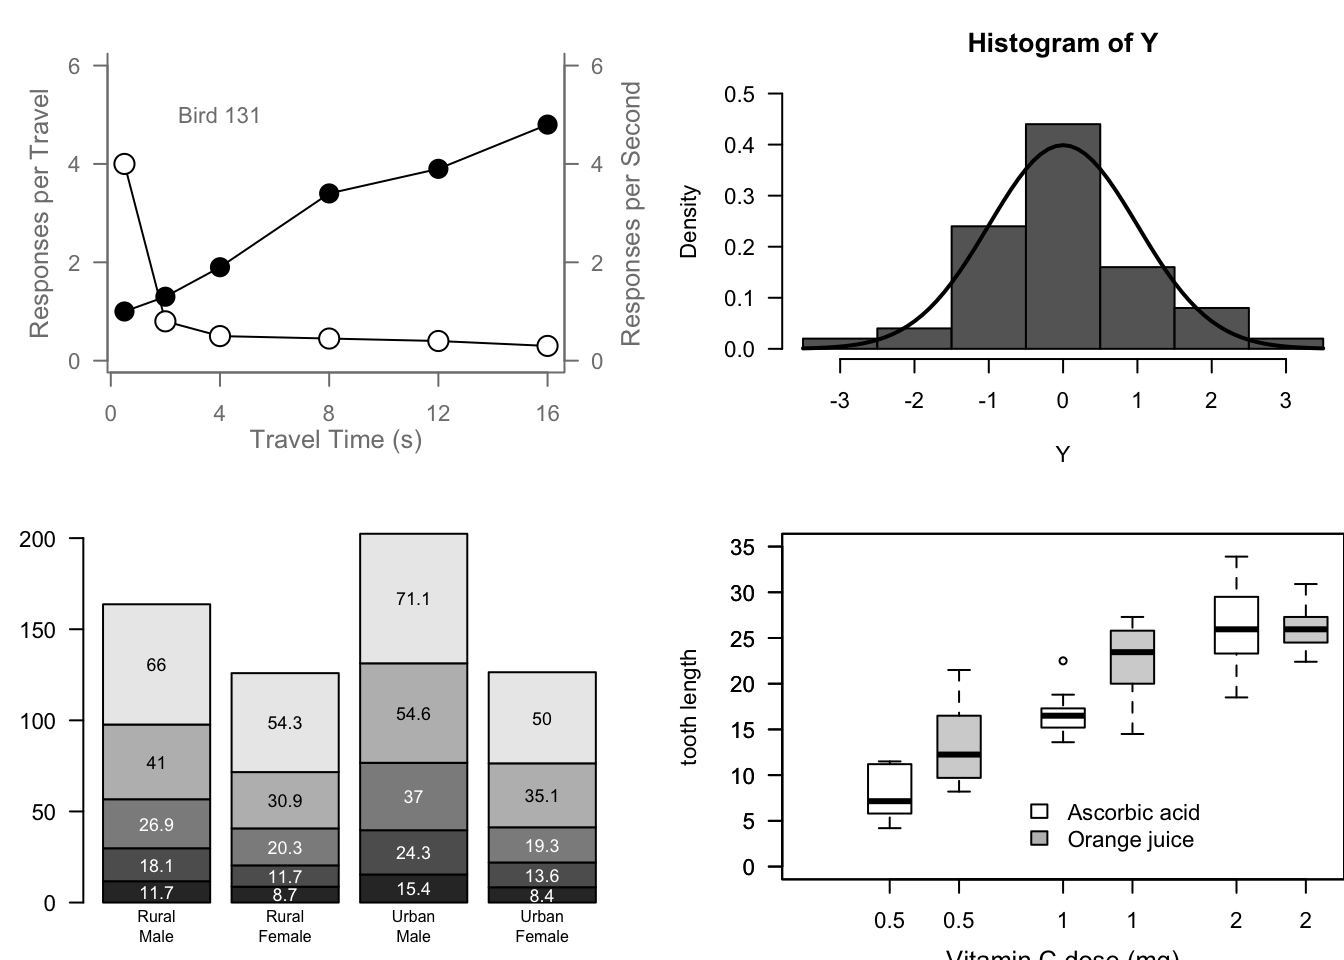 6
4
2
0
Responses per Travel
Bird 131
6
4
2
0
Responses per Second
0 4 8 12 16
Travel Time (s)
Histogram of Y
0.5
0.4
0.3
0.2
0.1
0.0
Density
-3 -2 -1 0 1 2 3
Y
200
150
100
50
0
66
41
26.9
18.1
11.7
54.3
30.9
20.3
11.7
8.7
71.1
54.6
37
24.3
15.4
50
35.1
19.3
13.6
8.4
Rural
Male
Rural
Female
Urban
Male
Urban
Female
35
30
25
20
15
10
5
0
tooth length
Ascorbic acid
Orange juice
0.5 0.5 1 1 2 2
Vitamin C dose (mg)